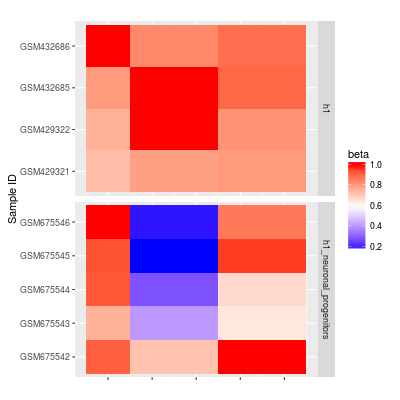 Sample ID
GSM432686
GSM432685
GSM429322
GSM429321
h1
GSM675546
GSM675545
GSM675544
GSM675543
GSM675542
h1_neuronal_progenitors
beta
1.0
0.8
0.6
0.4
0.2